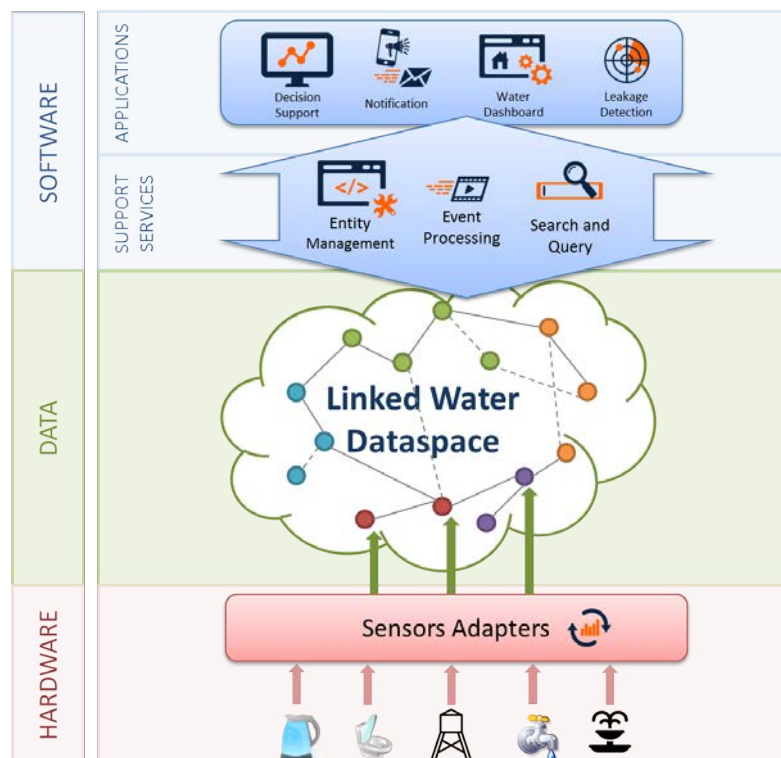 SOFTWARE
APPLICATIONS
Decision
Support
Notification
Water
Dashboard
Leakage
Detection
SUPPORT
SERVICES
</>
Entity
Management
Event
Processing
Search and
Query
DATA
Linked Water
Dataspace
HARDWARE
Sensors Adapters